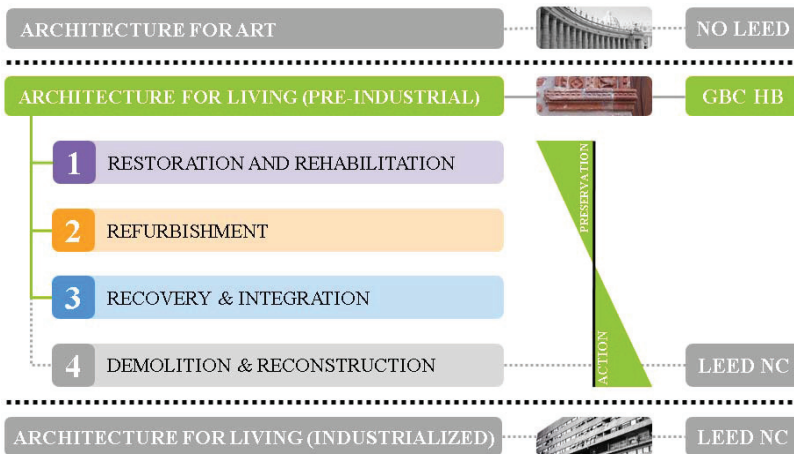 ARCHITECTURE FOR ART
NO LEED
ARCHITECTURE FOR LIVING (PRE-INDUSTRIAL)
GBC HB
1 RESTORATION AND REHABILITATION
PRESERVATION
2 REFURBISHMENT
3 RECOVERY & INTEGRATION
4 DEMOLITION & RECONSTRUCTION
ACTION
LEED NC
ARCHITECTURE FOR LIVING (INDUSTRIALIZED)
LEED NC